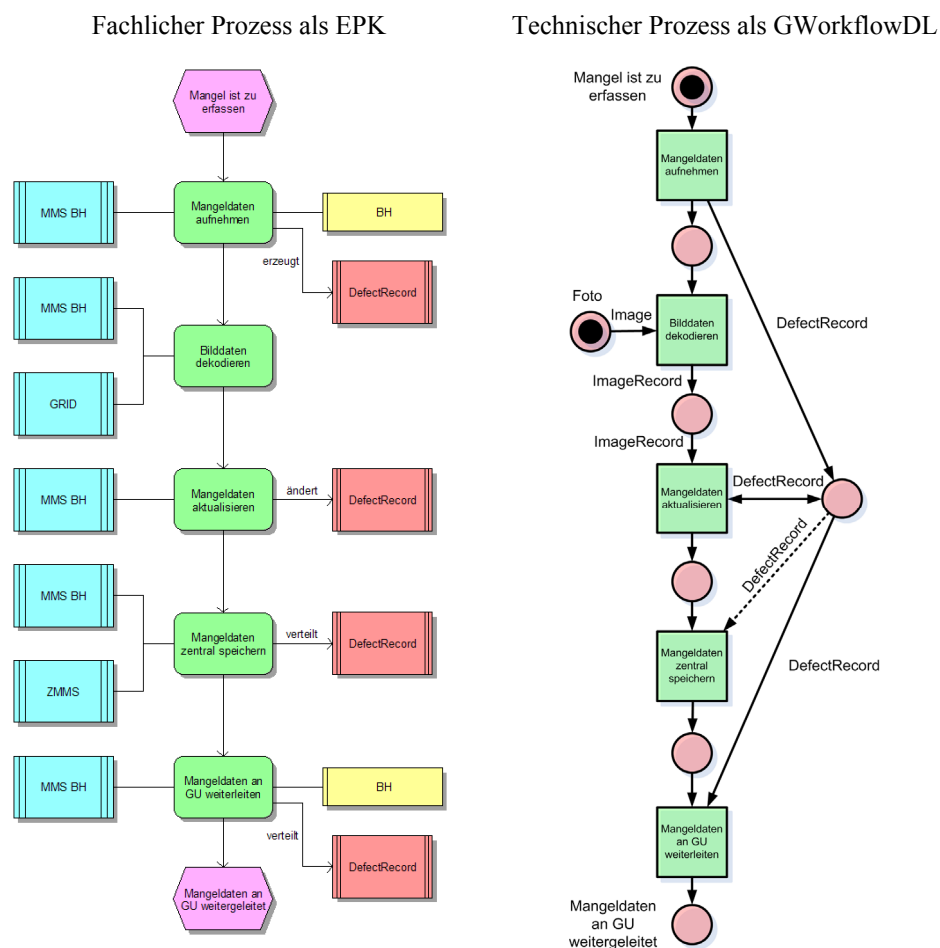 Fachlicher Prozess als EPK
Technischer Prozess als GWorkflowDL
Mangel ist zu
erfassen
MMS BH
Mangeldaten
aufnehmen
BH
erzeugt
DefectRecord
MMS BH
GRID
Bilddaten
dekodieren
MMS BH
Mangeldaten
aktualisieren
ändert
DefectRecord
MMS BH
ZMMS
Mangeldaten
zentral speichern
verteilt
DefectRecord
MMS BH
Mangeldaten an
GU weiterleiten
BH
verteilt
DefectRecord
Mangeldaten an
GU weitergeleitet
Mangel ist zu
erfassen
Mangeldaten
aufnehmen
Foto
Image
Bilddaten
dekodieren
DefectRecord
ImageRecord
ImageRecord
Mangeldaten
aktualisieren
DefectRecord
DefectRecord
Mangeldaten
zentral
speichern
DefectRecord
Mangeldaten
an GU
weiterleiten
Mangeldaten
an GU
weitergeleitet